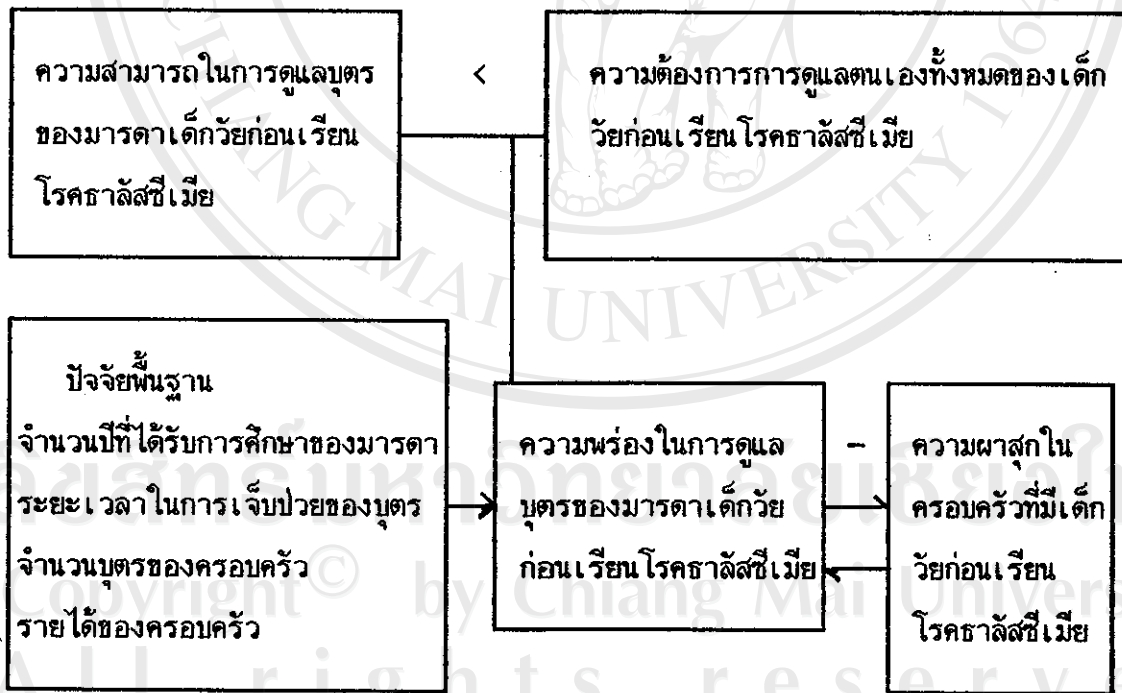 ความสามารถในการดูแลบุตร
ของมารดาเด็กวัยก่อนเรียน
โรคธาลัสซีเมีย
<
ความต้องการการดูแลตนเองทั้งหมดของเด็ก
วัยก่อนเรียนโรคธาลัสซีเมีย
ปัจจัยพื้นฐาน
จำนวนปีที่ได้รับการศึกษาของมารดา
ระยะเวลาในการเจ็บป่วยของบุตร
จำนวนบุตรของครอบครัว
รายได้ของครอบครัว
ความพร่องในการดูแล
บุตรของมารดาเด็กวัย
ก่อนเรียนโรคธาลัสซีเมีย
-
ความผาสุกใน
ครอบครัวที่มีเด็ก
วัยก่อนเรียน
โรคธาลัสซีเมีย
CHIANG MAI UNIVERSITY 1964
Copyright © by Chiang Mai Univers
All rights reserv